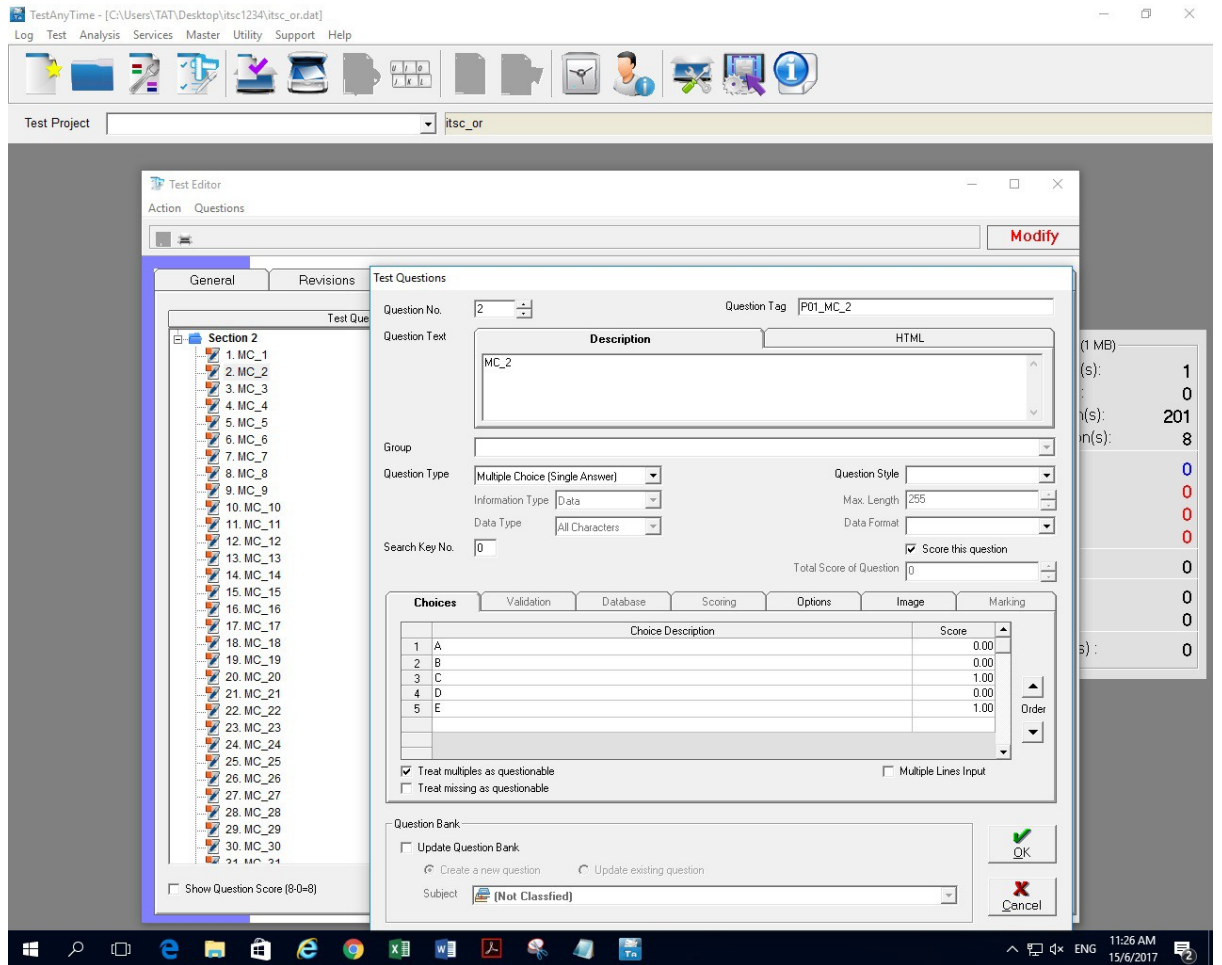 TestAnyTime - [C:\Users\TAT\Desktop\itsc1234\itsc_or.dat]
Log Test Analysis Services Master Utility Support Help
Test Project itsc_or
Test Editor
Action Questions
Modify
General Revisions
Test Que
Section 2
1. MC_1
2. MC_2
3. MC_3
4. MC_4
5. MC_5
6. MC_6
7. MC_7
8. MC_8
9. MC_9
10. MC_10
11. MC_11
12. MC_12
13. MC_13
14. MC_14
15. MC_15
16. MC_16
17. MC_17
18. MC_18
19. MC_19
20. MC_20
21. MC_21
22. MC_22
23. MC_23
24. MC_24
25. MC_25
26. MC_26
27. MC_27
28. MC_28
29. MC_29
30. MC_30
31. MC_31
Show Question Score (8-0=8)
Test Questions
Question No. 2 Question Tag P01_MC_2
Question Text Description HTML
MC_2
Group
Question Type Multiple Choice (Single Answer) Question Style
Information Type Data Max. Length 255
Data Type All Characters Data Format
Search Key No. 0 Score this question
Total Score of Question 0
Choices Validation Database Scoring Options Image Marking
Choice Description Score
1 A 0.00
2 B 0.00
3 C 1.00
4 D 0.00
5 E 1.00
Order
Treat multiples as questionable Multiple Lines Input
Treat missing as questionable
Question Bank
Update Question Bank
Create a new question Update existing question
Subject (Not Classfied)
OK
Cancel
(1 MB)
(s): 1
: 0
n(s): 201
on(s): 8
0
0
0
0
0
0
0
s) : 0
ENG 11:26 AM
15/6/2017 2